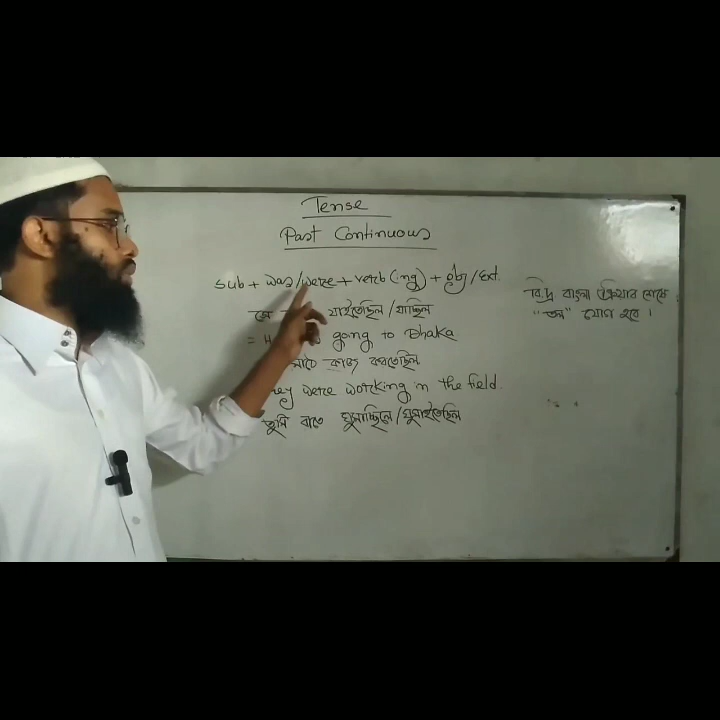 Tense
Past Continuous
sub + was/were + verb(ing) + obj/Ext.
সে যাইতেছিল/যাচ্ছিল
= H going to Dhaka
মাঠে কাজ করতেছিল
ey were working in the field.
তুমি রাতে ঘুমাচ্ছিলে/ঘুমাইতেছিলে
বি.দ্র. বাংলা ক্রিয়ার শেষে
যোগ হবে।